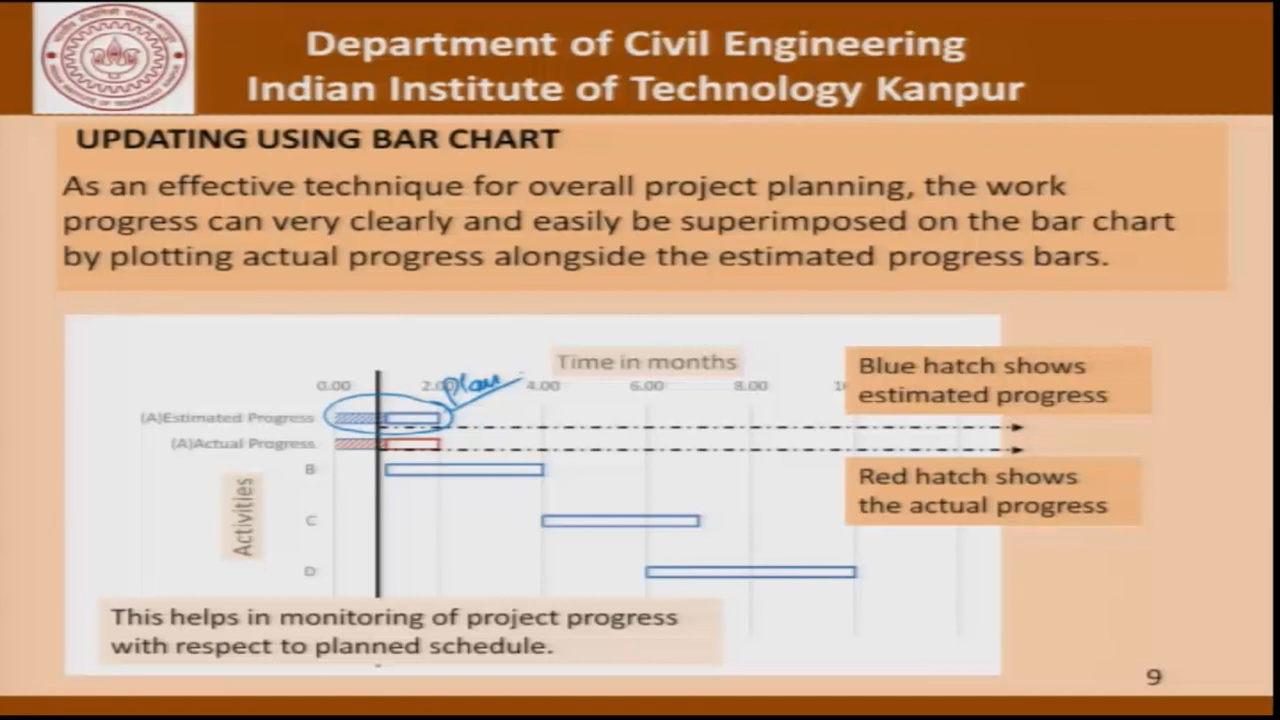 Department of Civil Engineering
Indian Institute of Technology Kanpur
UPDATING USING BAR CHART
As an effective technique for overall project planning, the work
progress can very clearly and easily be superimposed on the bar chart
by plotting actual progress alongside the estimated progress bars.
Time in months
0.00 2.00 4.00 6.00 8.00
Plan
Blue hatch shows
estimated progress
(A)Estimated Progress
(A)Actual Progress
B
C
D
Activities
Red hatch shows
the actual progress
This helps in monitoring of project progress
with respect to planned schedule.
9